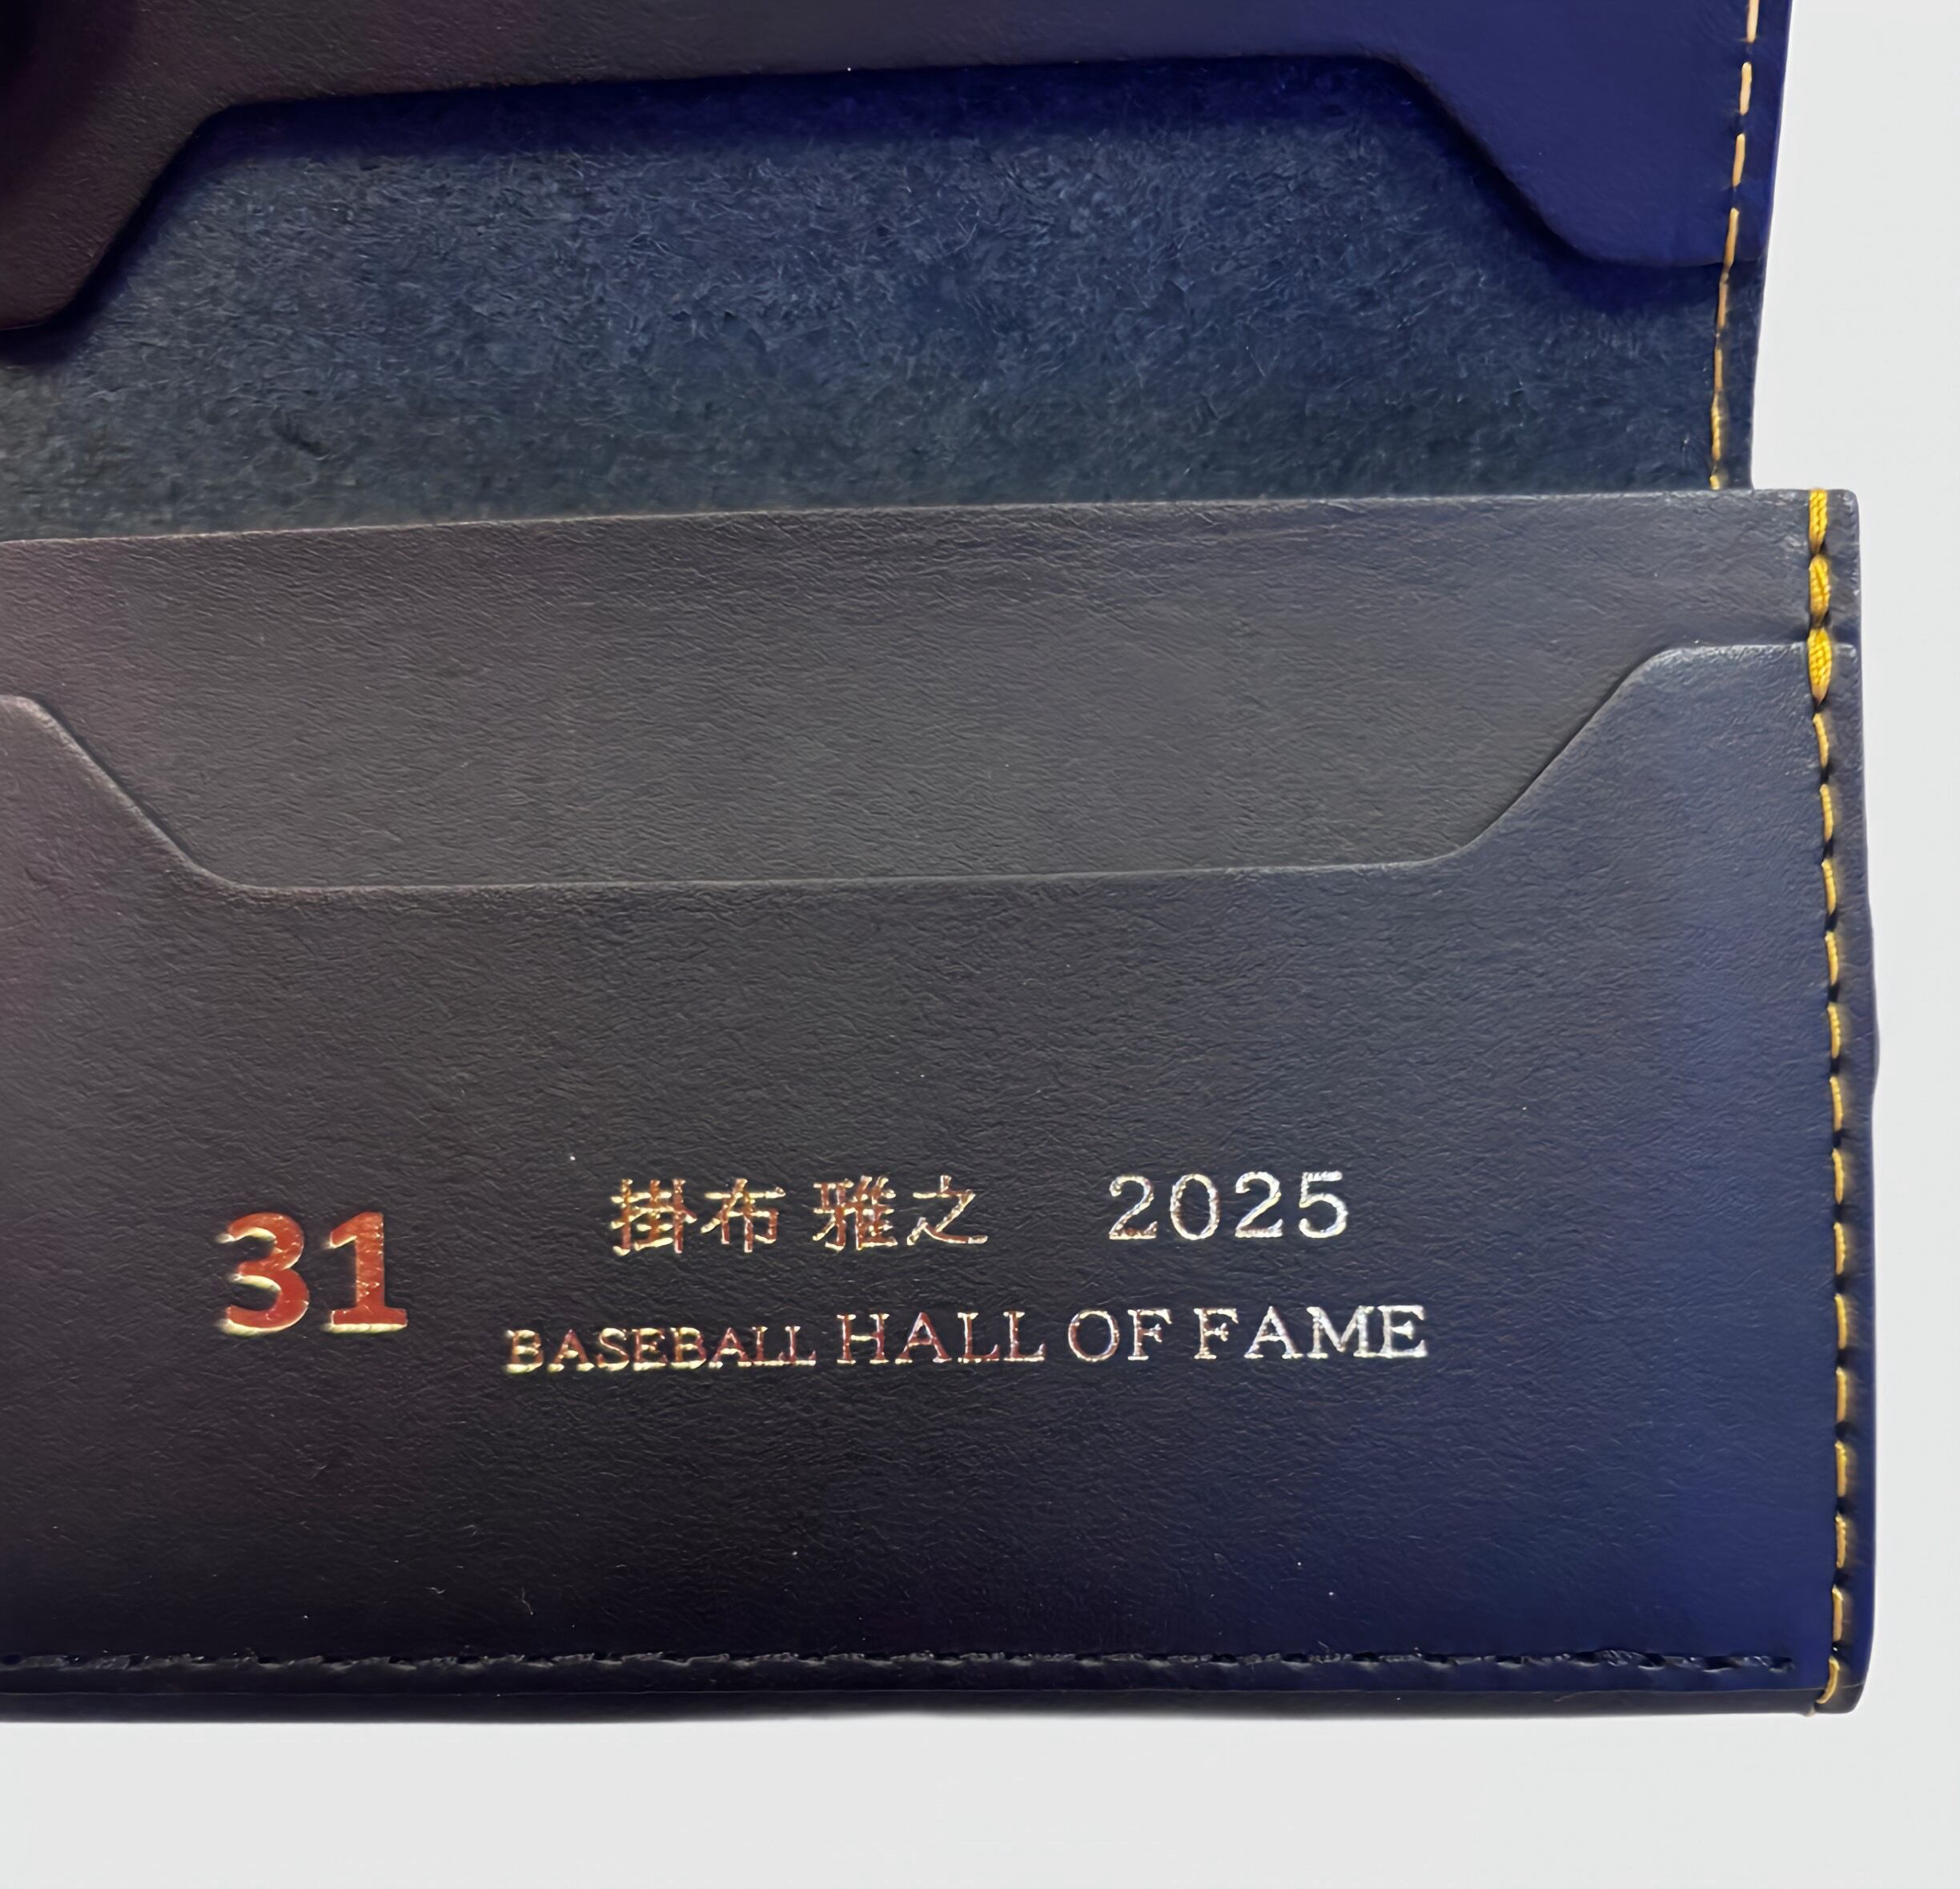 31
掛布 雅之 2025
BASEBALL HALL OF FAME